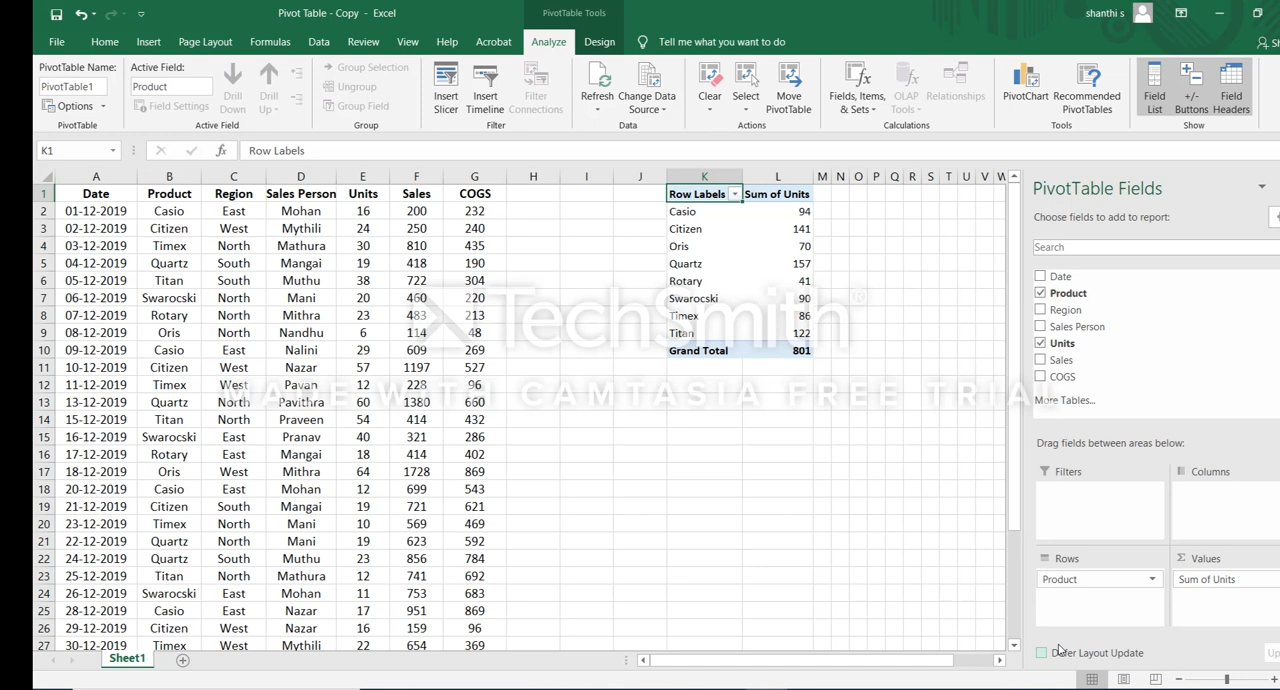 Pivot Table - Copy - Excel
PivotTable Tools
shanthi s
File Home Insert Page Layout Formulas Data Review View Help Acrobat Analyze Design Tell me what you want to do
PivotTable Name:
PivotTable1
Options
PivotTable
Active Field:
Product
Field Settings
Drill Down
Drill Up
Active Field
Group Selection
Ungroup
Group Field
Group
Insert Slicer
Insert Timeline
Filter Connections
Filter
Refresh
Change Data Source
Data
Clear
Select
Move PivotTable
Actions
Fields, Items, & Sets
OLAP Tools
Relationships
Calculations
PivotChart
Recommended PivotTables
Tools
Field List
+/- Buttons
Field Headers
Show
K1 fx Row Labels
A B C D E F G H I J K L M N O P Q R S T U V W
1 Date Product Region Sales Person Units Sales COGS Row Labels Sum of Units
2 01-12-2019 Casio East Mohan 16 200 232 Casio 94
3 02-12-2019 Citizen West Mythili 24 250 240 Citizen 141
4 03-12-2019 Timex North Mathura 30 810 435 Oris 70
5 04-12-2019 Quartz South Mangai 19 418 190 Quartz 157
6 05-12-2019 Titan South Muthu 38 722 304 Rotary 41
7 06-12-2019 Swarocski North Mani 20 460 220 Swarocski 90
8 07-12-2019 Rotary North Mithra 23 483 213 Timex 86
9 08-12-2019 Oris North Nandhu 6 114 48 Titan 122
10 09-12-2019 Casio East Nalini 29 609 269 Grand Total 801
11 10-12-2019 Citizen West Nazar 57 1197 527
12 11-12-2019 Timex West Pavan 12 228 96
13 12-12-2019 Quartz North Pavithra 60 1380 660
14 15-12-2019 Titan North Praveen 54 414 432
15 16-12-2019 Swarocski East Pranav 40 321 286
16 17-12-2019 Rotary East Mangai 18 414 402
17 18-12-2019 Oris West Mithra 64 1728 869
18 20-12-2019 Casio East Mohan 12 699 543
19 21-12-2019 Citizen South Mangai 19 721 621
20 23-12-2019 Timex North Mani 10 569 469
21 22-12-2019 Quartz North Mani 19 623 592
22 24-12-2019 Quartz South Muthu 23 856 784
23 25-12-2019 Titan North Mathura 12 741 692
24 26-12-2019 Swarocski East Mohan 11 753 683
25 28-12-2019 Casio East Nazar 17 951 869
26 29-12-2019 Citizen West Nazar 16 159 96
27 30-12-2019 Timex West Mythili 22 654 369
TechSmith®
MADE WITH CAMTASIA FREE TRIAL
Sheet1
PivotTable Fields
Choose fields to add to report:
Search
Date
Product
Region
Sales Person
Units
Sales
COGS
More Tables...
Drag fields between areas below:
Filters Columns
Rows Σ Values
Product Sum of Units
Defer Layout Update